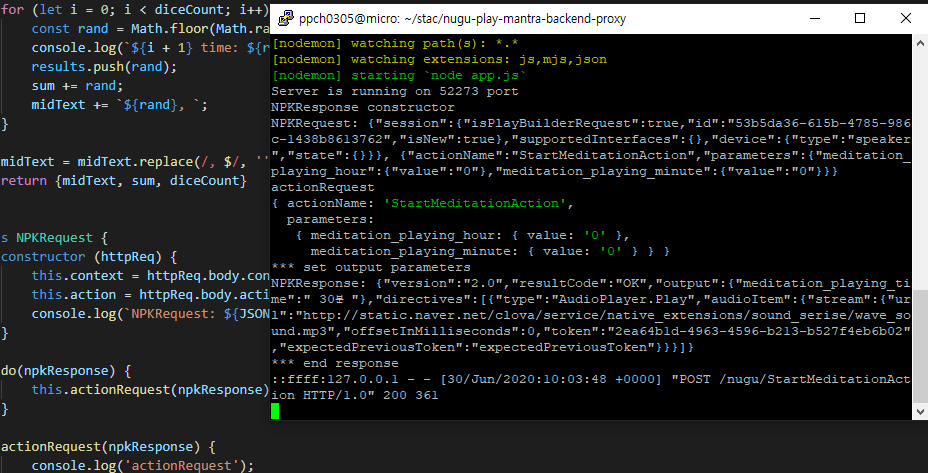 for (let i = 0; i < diceCount; i++)
const rand = Math.floor(Math.ra
console.log(`${i + 1} time: ${r
results.push(rand);
sum += rand;
midText += `${rand}, `;
}
midText = midText.replace(/, $/, ''
return {midText, sum, diceCount}
s NPKRequest {
constructor (httpReq) {
this.context = httpReq.body.con
this.action = httpReq.body.acti
console.log(`NPKRequest: ${JSON
}
do(npkResponse) {
this.actionRequest(npkResponse)
}
actionRequest(npkResponse) {
console.log('actionRequest');
ppch0305@micro: ~/stac/nugu-play-mantra-backend-proxy
[nodemon] watching path(s): *.*
[nodemon] watching extensions: js,mjs,json
[nodemon] starting `node app.js`
Server is running on 52273 port
NPKResponse constructor
NPKRequest: {"session":{"isPlayBuilderRequest":true,"id":"53b5da36-615b-4785-986
c-1438b8613762","isNew":true},"supportedInterfaces":{},"device":{"type":"speaker
","state":{}}}, {"actionName":"StartMeditationAction","parameters":{"meditation_
playing_hour":{"value":"0"},"meditation_playing_minute":{"value":"0"}}}
actionRequest
{ actionName: 'StartMeditationAction',
parameters:
{ meditation_playing_hour: { value: '0' },
meditation_playing_minute: { value: '0' } } }
*** set output parameters
NPKResponse: {"version":"2.0","resultCode":"OK","output":{"meditation_playing_ti
me":" 30분 "},"directives":[{"type":"AudioPlayer.Play","audioItem":{"stream":{"ur
l":"http://static.naver.net/clova/service/native_extensions/sound_serise/wave_so
und.mp3","offsetInMilliseconds":0,"token":"2ea64b1d-4963-4596-b213-b527f4eb6b02"
,"expectedPreviousToken":"expectedPreviousToken"}}}]}
*** end response
::ffff:127.0.0.1 - - [30/Jun/2020:10:03:48 +0000] "POST /nugu/StartMeditationAct
ion HTTP/1.0" 200 361